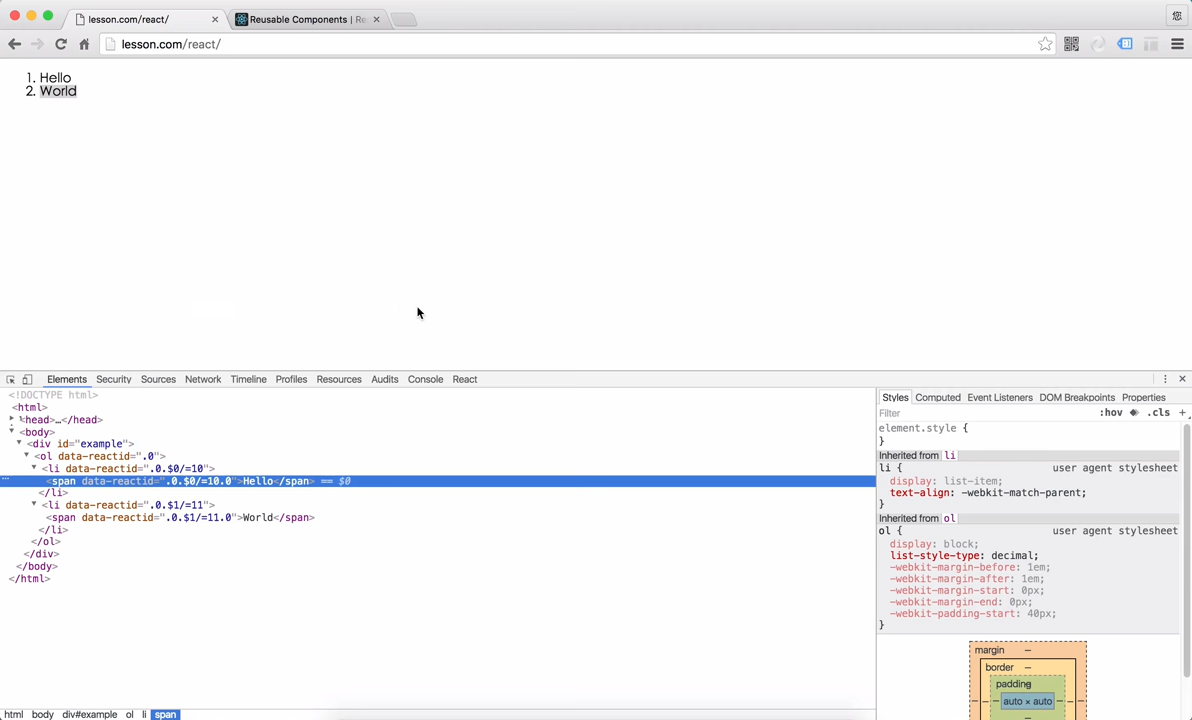 lesson.com/react/
Reusable Components | Re
您
lesson.com/react/
1. Hello
2. World
Elements Security Sources Network Timeline Profiles Resources Audits Console React
<!DOCTYPE html>
<html>
<head>…</head>
<body>
<div id="example">
<ol data-reactid=".0">
<li data-reactid=".0.$0/=10">
<span data-reactid=".0.$0/=10.0">Hello</span> == $0
</li>
<li data-reactid=".0.$1/=11">
<span data-reactid=".0.$1/=11.0">World</span>
</li>
</ol>
</div>
</body>
</html>
html body div#example ol li span
Styles Computed Event Listeners DOM Breakpoints Properties
Filter :hov .cls +
element.style {
}
Inherited from li
li { user agent stylesheet
display: list-item;
text-align: -webkit-match-parent;
}
Inherited from ol
ol { user agent stylesheet
display: block;
list-style-type: decimal;
-webkit-margin-before: 1em;
-webkit-margin-after: 1em;
-webkit-margin-start: 0px;
-webkit-margin-end: 0px;
-webkit-padding-start: 40px;
}
margin –
border –
padding –
auto × auto